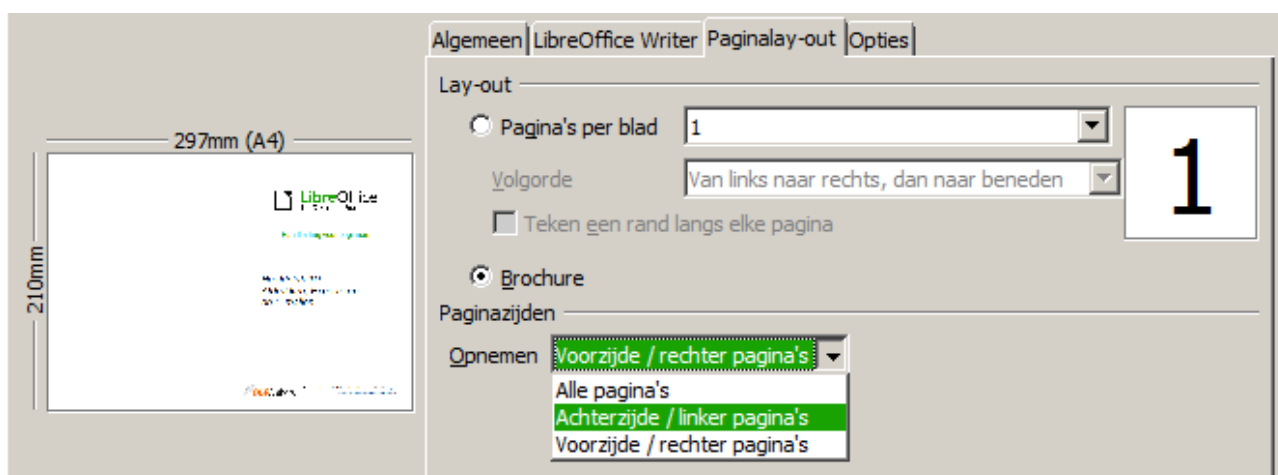 Algemeen LibreOffice Writer Paginalay-out Opties
Lay-out
Pagina's per blad 1
1
297mm (A4)
Volgorde Van links naar rechts, dan naar beneden
Teken een rand langs elke pagina
LibreOffice
210mm
Brochure
Paginazijden
Opnemen Voorzijde / rechter pagina's
Alle pagina's
Achterzijde / linker pagina's
Voorzijde / rechter pagina's